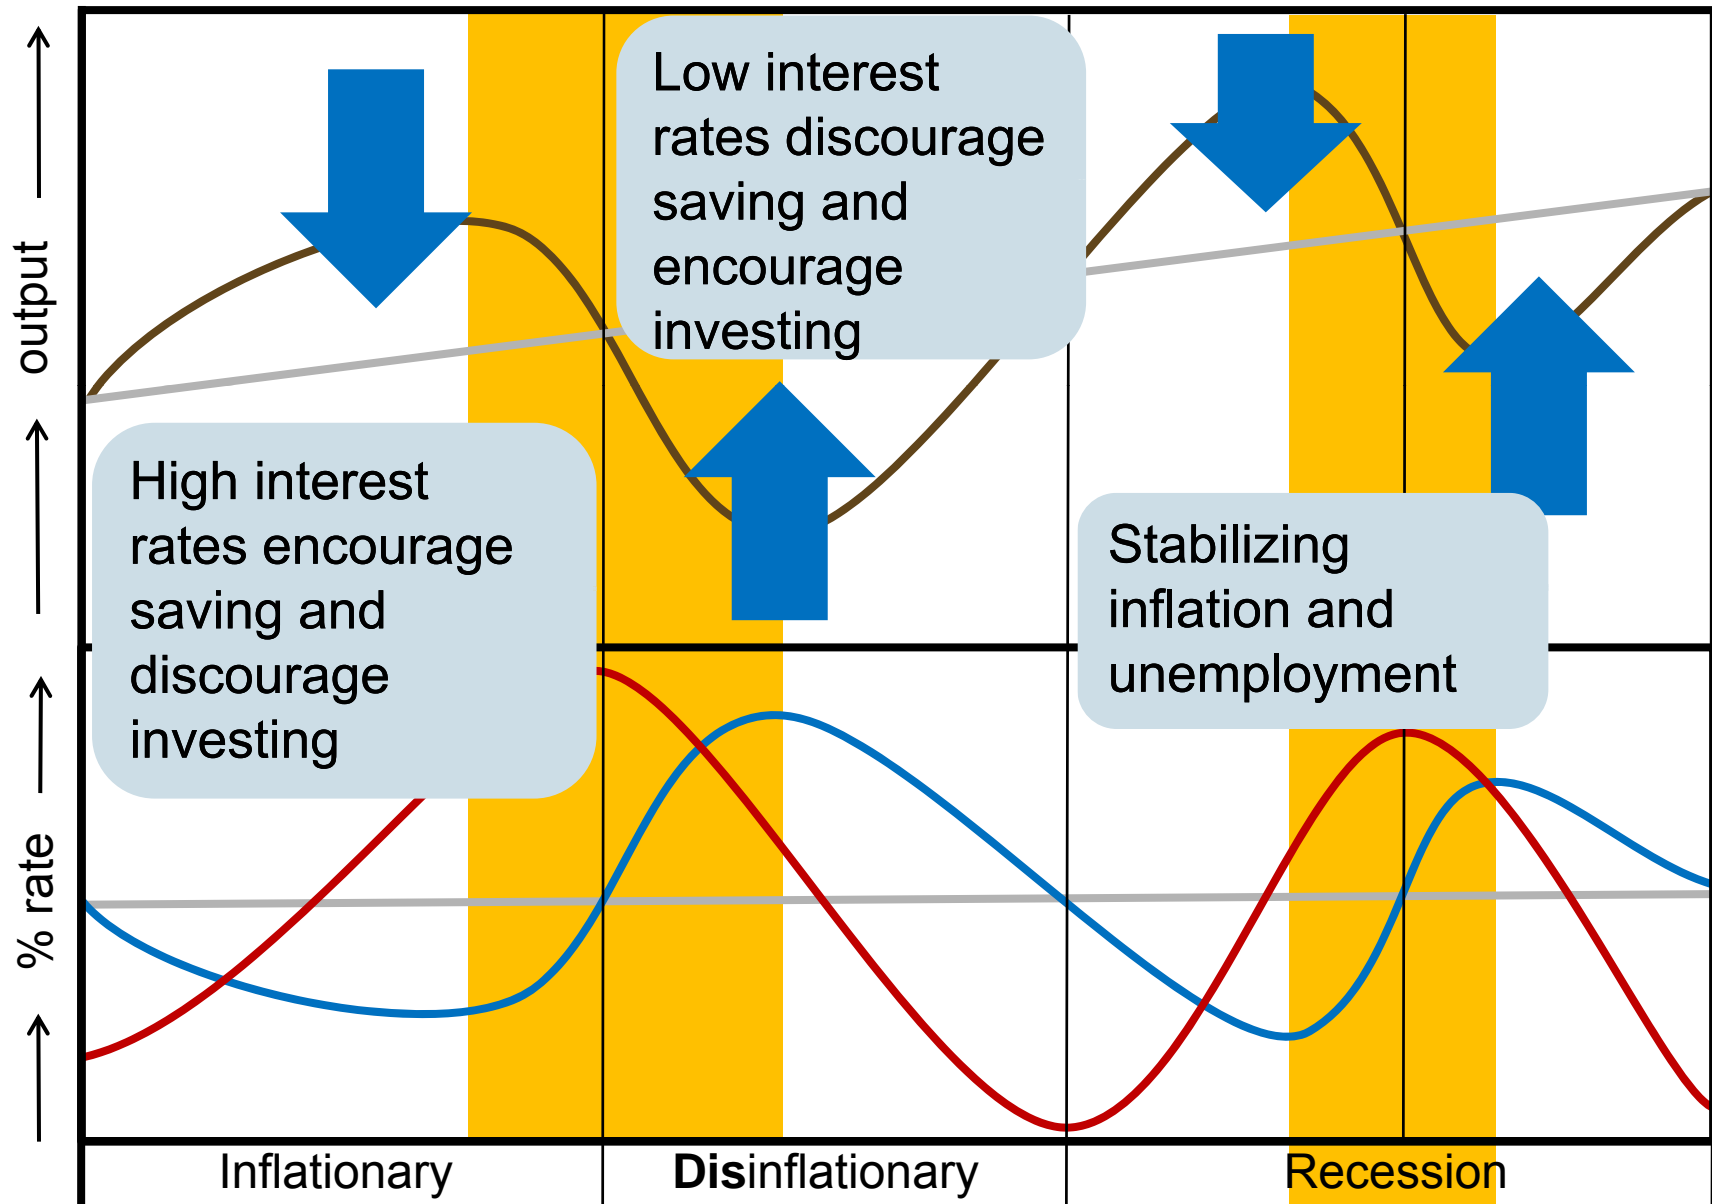 output
% rate
Low interest
rates discourage
saving and
encourage
investing
High interest
rates encourage
saving and
discourage
investing
Stabilizing
inflation and
unemployment
Inflationary
Disinflationary
Recession